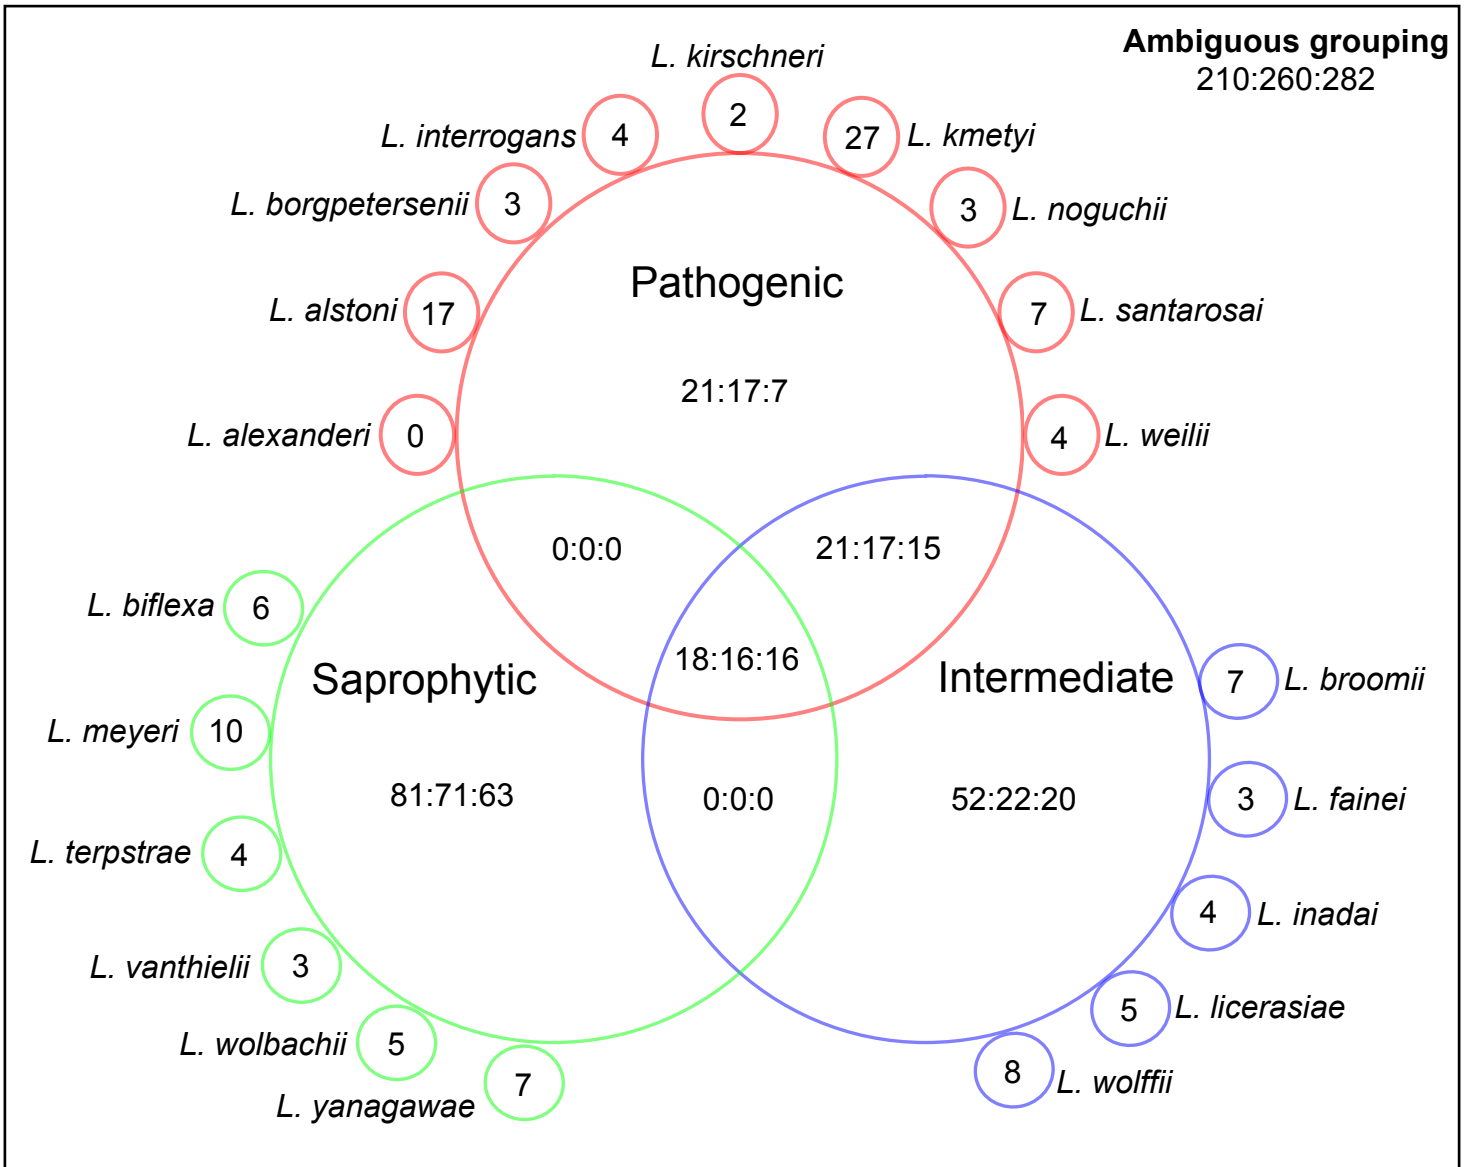 Ambiguous grouping
210:260:282
L. kirschneri
2
L. interrogans 4
27 L. kmetyi
L. borgpetersenii 3
3 L. noguchii
Pathogenic
L. alstoni 17
7 L. santarosai
21:17:7
L. alexanderi 0
4 L. weilii
0:0:0
21:17:15
L. biflexa 6
18:16:16
Saprophytic
Intermediate
7 L. broomii
L. meyeri 10
81:71:63
0:0:0
52:22:20
3 L. fainei
L. terpstrae 4
4 L. inadai
L. vanthielii 3
5 L. licerasiae
L. wolbachii 5
8 L. wolffii
7
L. yanagawae